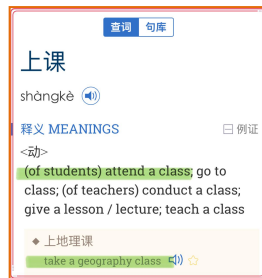 查词 句库
上课
shàngkè
释义 MEANINGS 例证
<动>
(of students) attend a class; go to
class; (of teachers) conduct a class;
give a lesson / lecture; teach a class
◆ 上地理课
take a geography class